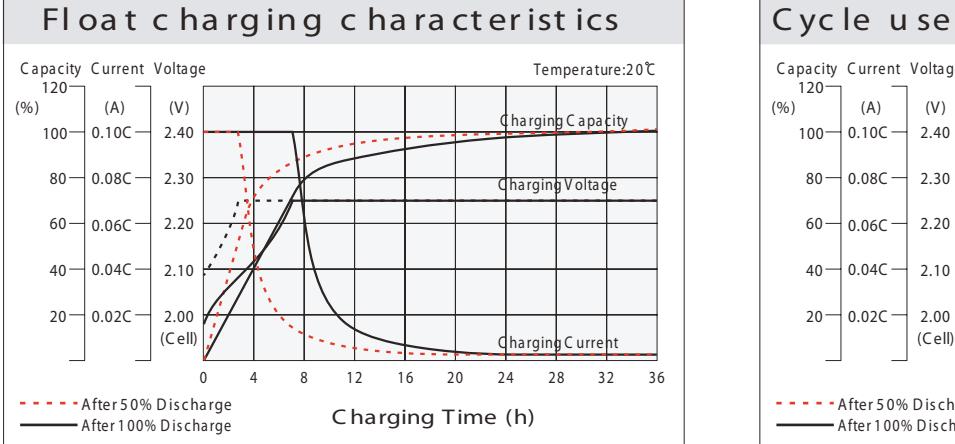 Float charging characteristics
Capacity Current Voltage
Temperature:20℃
120
(%) (A) (V)
100 0.10C 2.40
80 0.08C 2.30
60 0.06C 2.20
40 0.04C 2.10
20 0.02C 2.00
(Cell)
Charging Capacity
Charging Voltage
Charging Current
0 4 8 12 16 20 24 28 32 36
After 50% Discharge
After 100% Discharge
Charging Time (h)
Cycle use
Capacity Current Voltag
120
(%) (A) (V)
100 0.10C 2.40
80 0.08C 2.30
60 0.06C 2.20
40 0.04C 2.10
20 0.02C 2.00
(Cell)
After 50% Disch
After 100% Disch